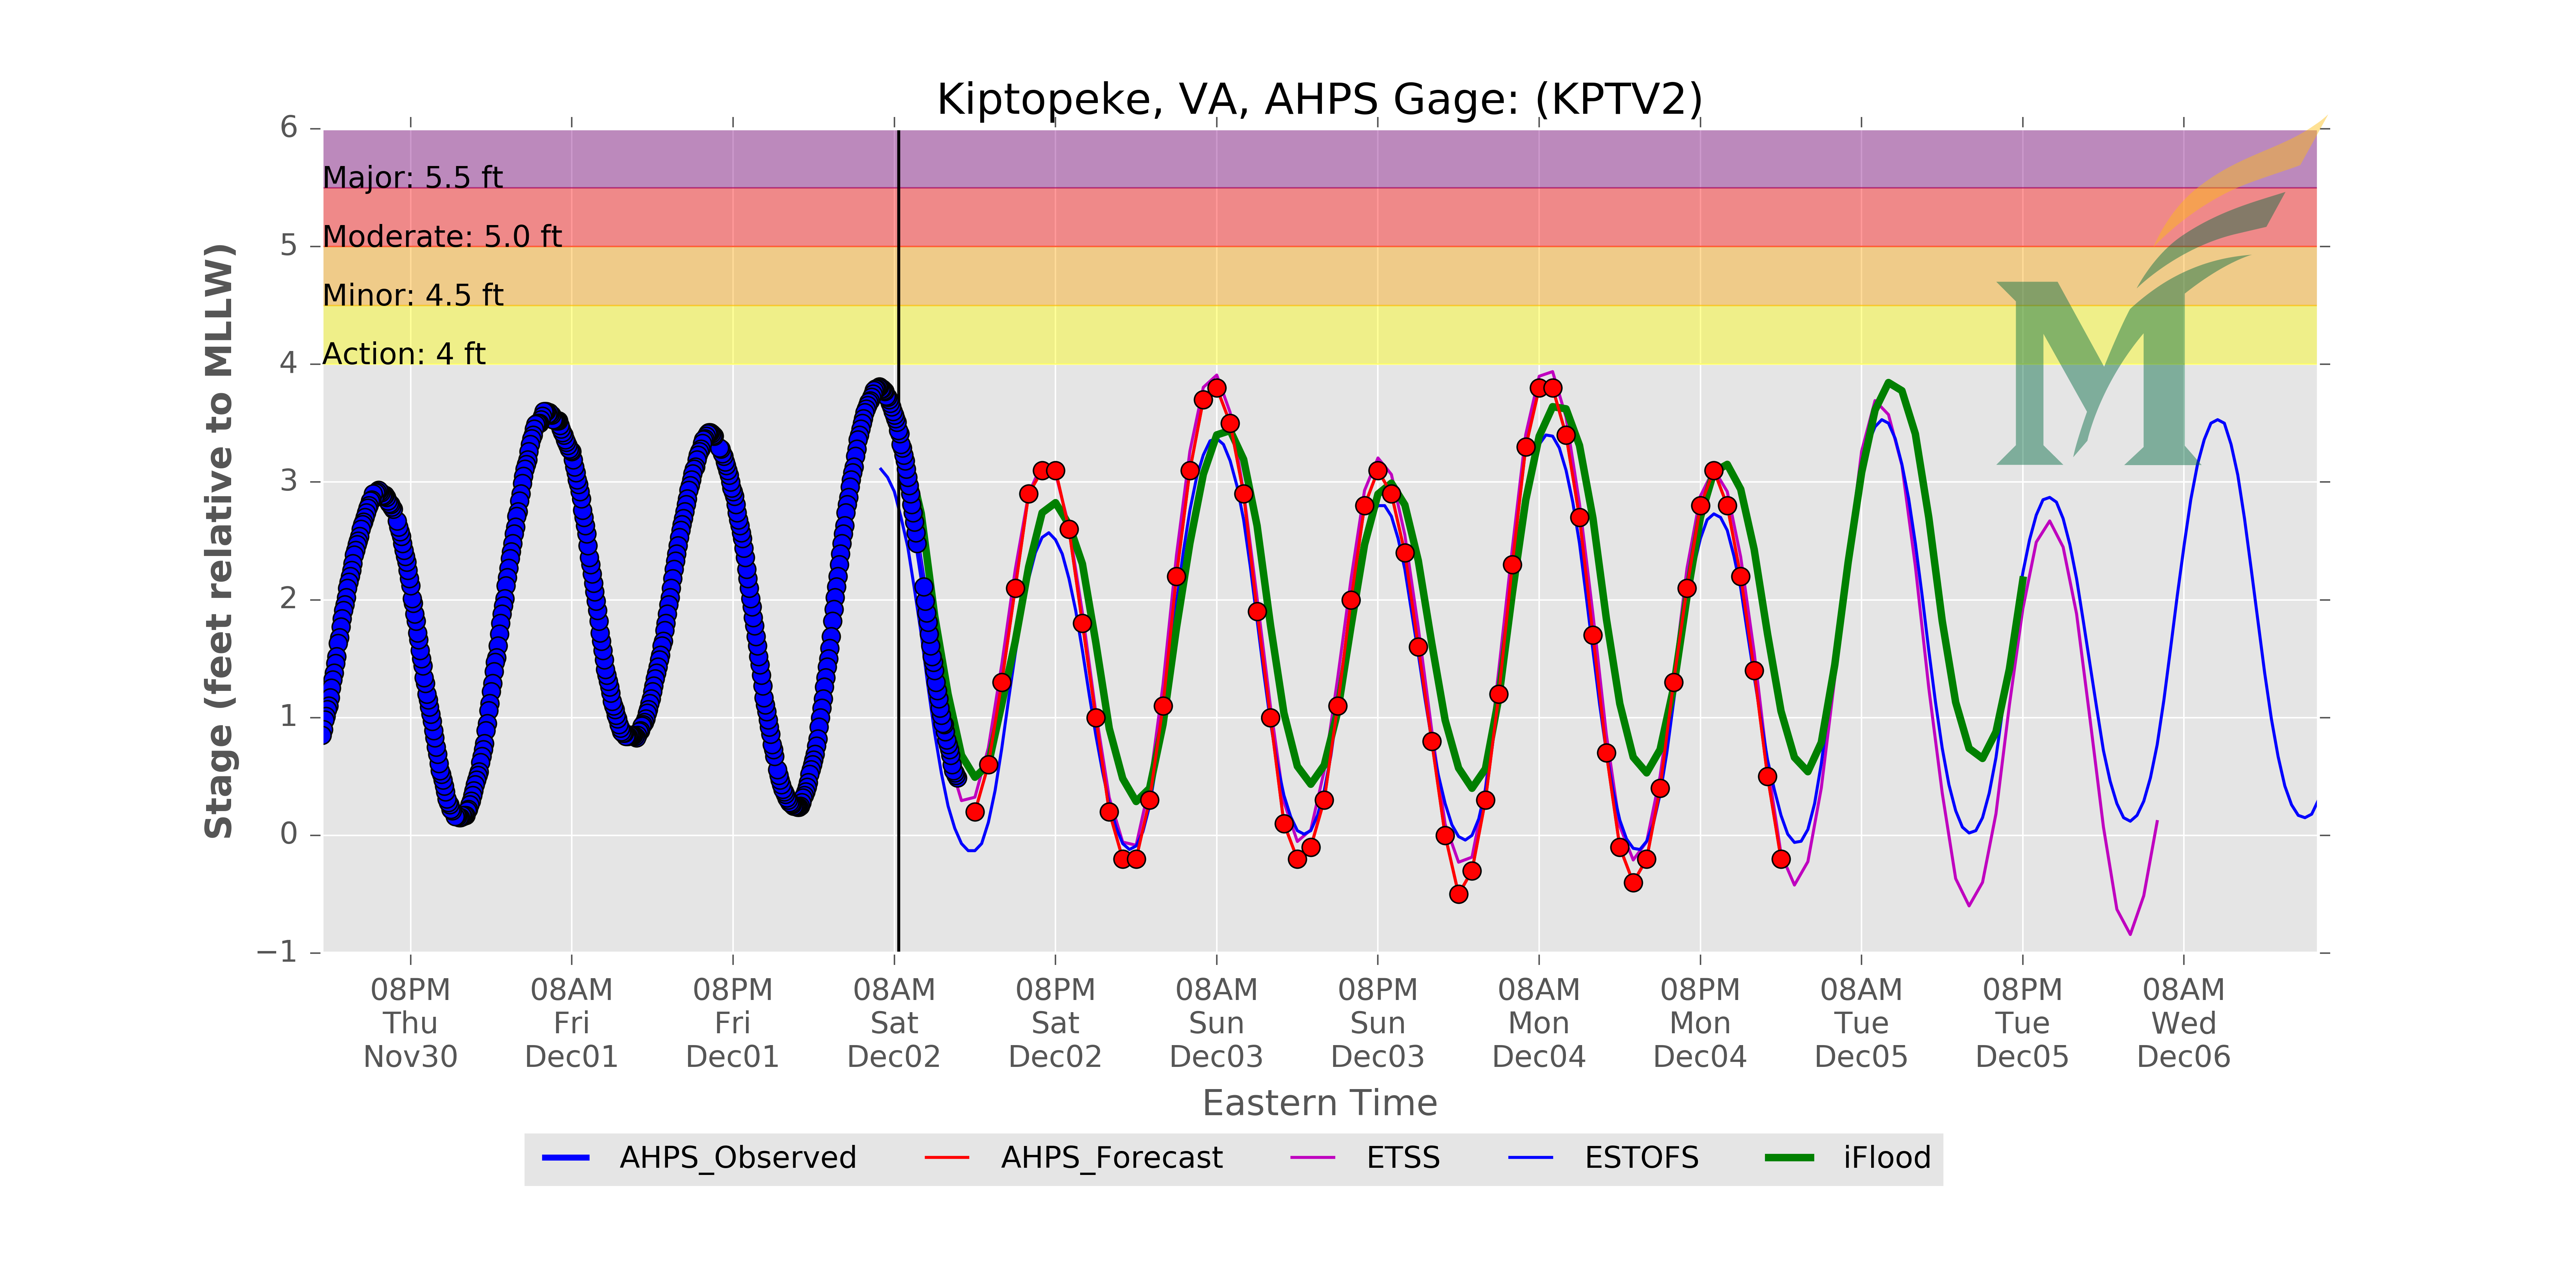 Kiptopeke, VA, AHPS Gage: (KPTV2)
6
5
4
3
2
1
0
−1
Stage (feet relative to MLLW)
Major: 5.5 ft
Moderate: 5.0 ft
Minor: 4.5 ft
Action: 4 ft
M
08PM 08AM 08PM 08AM 08PM 08AM 08PM 08AM 08PM 08AM 08PM 08AM
Thu Fri Fri Sat Sat Sun Sun Mon Mon Tue Tue Wed
Nov30 Dec01 Dec01 Dec02 Dec02 Dec03 Dec03 Dec04 Dec04 Dec05 Dec05 Dec06
Eastern Time
AHPS_Observed AHPS_Forecast ETSS ESTOFS iFlood